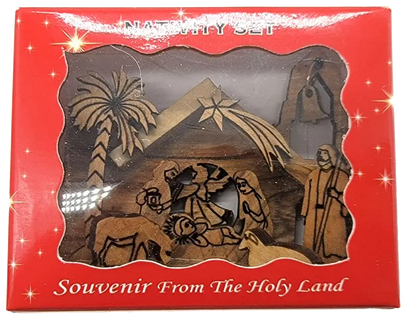 NATIVITY SET
Souvenir From The Holy Land